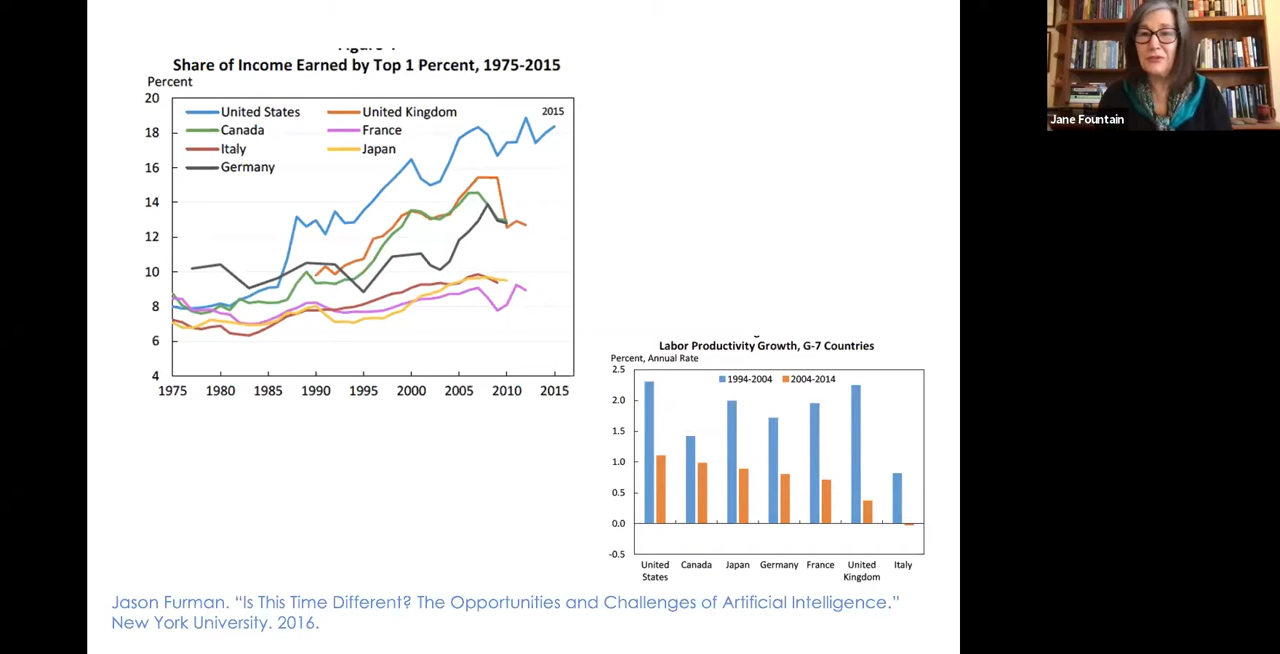 Share of Income Earned by Top 1 Percent, 1975-2015
Percent
20
18
16
14
12
10
8
6
4
2015
United States
United Kingdom
Canada
France
Italy
Japan
Germany
1975
1980
1985
1990
1995
2000
2005
2010
2015
Labor Productivity Growth, G-7 Countries
Percent, Annual Rate
2.5
2.0
1.5
1.0
0.5
0.0
-0.5
1994-2004
2004-2014
United States
Canada
Japan
Germany
France
United Kingdom
Italy
Jason Furman. “Is This Time Different? The Opportunities and Challenges of Artificial Intelligence.”
New York University. 2016.
Jane Fountain